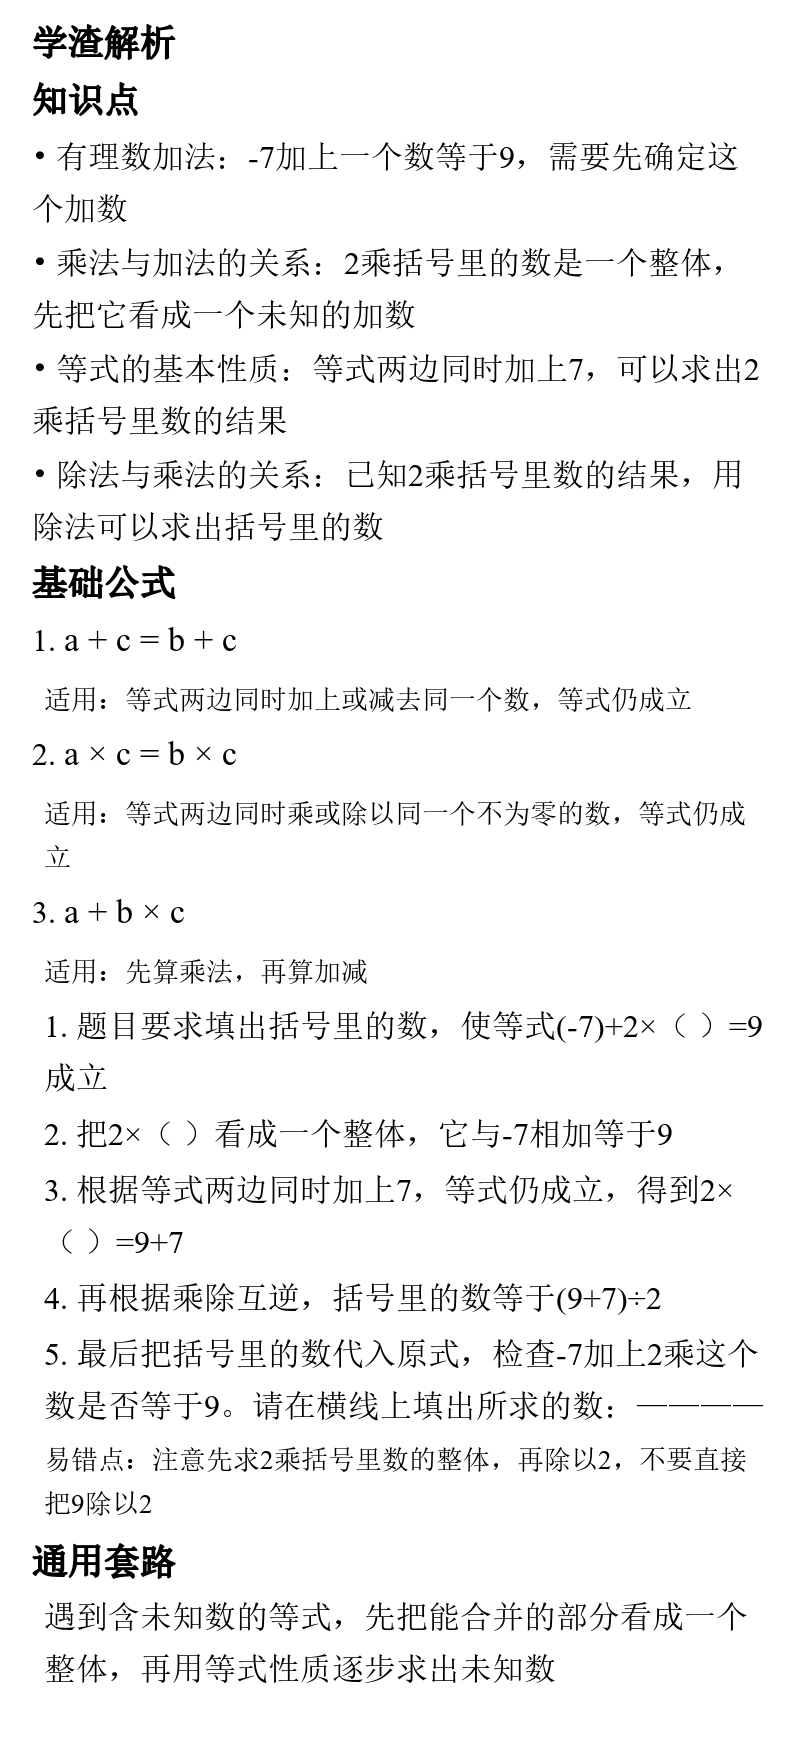 学渣解析
知识点
• 有理数加法：-7加上一个数等于9，需要先确定这
个加数
• 乘法与加法的关系：2乘括号里的数是一个整体，
先把它看成一个未知的加数
• 等式的基本性质：等式两边同时加上7，可以求出2
乘括号里数的结果
• 除法与乘法的关系：已知2乘括号里数的结果，用
除法可以求出括号里的数
基础公式
1. a + c = b + c
适用：等式两边同时加上或减去同一个数，等式仍成立
2. a × c = b × c
适用：等式两边同时乘或除以同一个不为零的数，等式仍成
立
3. a + b × c
适用：先算乘法，再算加减
1. 题目要求填出括号里的数，使等式(-7)+2×（ ）=9
成立
2. 把2×（ ）看成一个整体，它与-7相加等于9
3. 根据等式两边同时加上7，等式仍成立，得到2×
（ ）=9+7
4. 再根据乘除互逆，括号里的数等于(9+7)÷2
5. 最后把括号里的数代入原式，检查-7加上2乘这个
数是否等于9。请在横线上填出所求的数：————
易错点：注意先求2乘括号里数的整体，再除以2，不要直接
把9除以2
通用套路
遇到含未知数的等式，先把能合并的部分看成一个
整体，再用等式性质逐步求出未知数